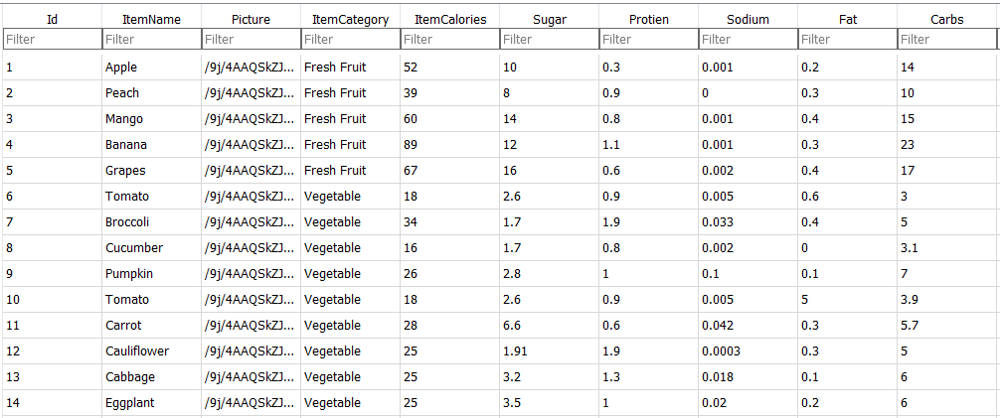 Id ItemName Picture ItemCategory ItemCalories Sugar Protien Sodium Fat Carbs
Filter Filter Filter Filter Filter Filter Filter Filter Filter Filter
1 Apple /9j/4AAQSkZJ... Fresh Fruit 52 10 0.3 0.001 0.2 14
2 Peach /9j/4AAQSkZJ... Fresh Fruit 39 8 0.9 0 0.3 10
3 Mango /9j/4AAQSkZJ... Fresh Fruit 60 14 0.8 0.001 0.4 15
4 Banana /9j/4AAQSkZJ... Fresh Fruit 89 12 1.1 0.001 0.3 23
5 Grapes /9j/4AAQSkZJ... Fresh Fruit 67 16 0.6 0.002 0.4 17
6 Tomato /9j/4AAQSkZJ... Vegetable 18 2.6 0.9 0.005 0.6 3
7 Broccoli /9j/4AAQSkZJ... Vegetable 34 1.7 1.9 0.033 0.4 5
8 Cucumber /9j/4AAQSkZJ... Vegetable 16 1.7 0.8 0.002 0 3.1
9 Pumpkin /9j/4AAQSkZJ... Vegetable 26 2.8 1 0.1 0.1 7
10 Tomato /9j/4AAQSkZJ... Vegetable 18 2.6 0.9 0.005 5 3.9
11 Carrot /9j/4AAQSkZJ... Vegetable 28 6.6 0.6 0.042 0.3 5.7
12 Cauliflower /9j/4AAQSkZJ... Vegetable 25 1.91 1.9 0.0003 0.3 5
13 Cabbage /9j/4AAQSkZJ... Vegetable 25 3.2 1.3 0.018 0.1 6
14 Eggplant /9j/4AAQSkZJ... Vegetable 25 3.5 1 0.02 0.2 6